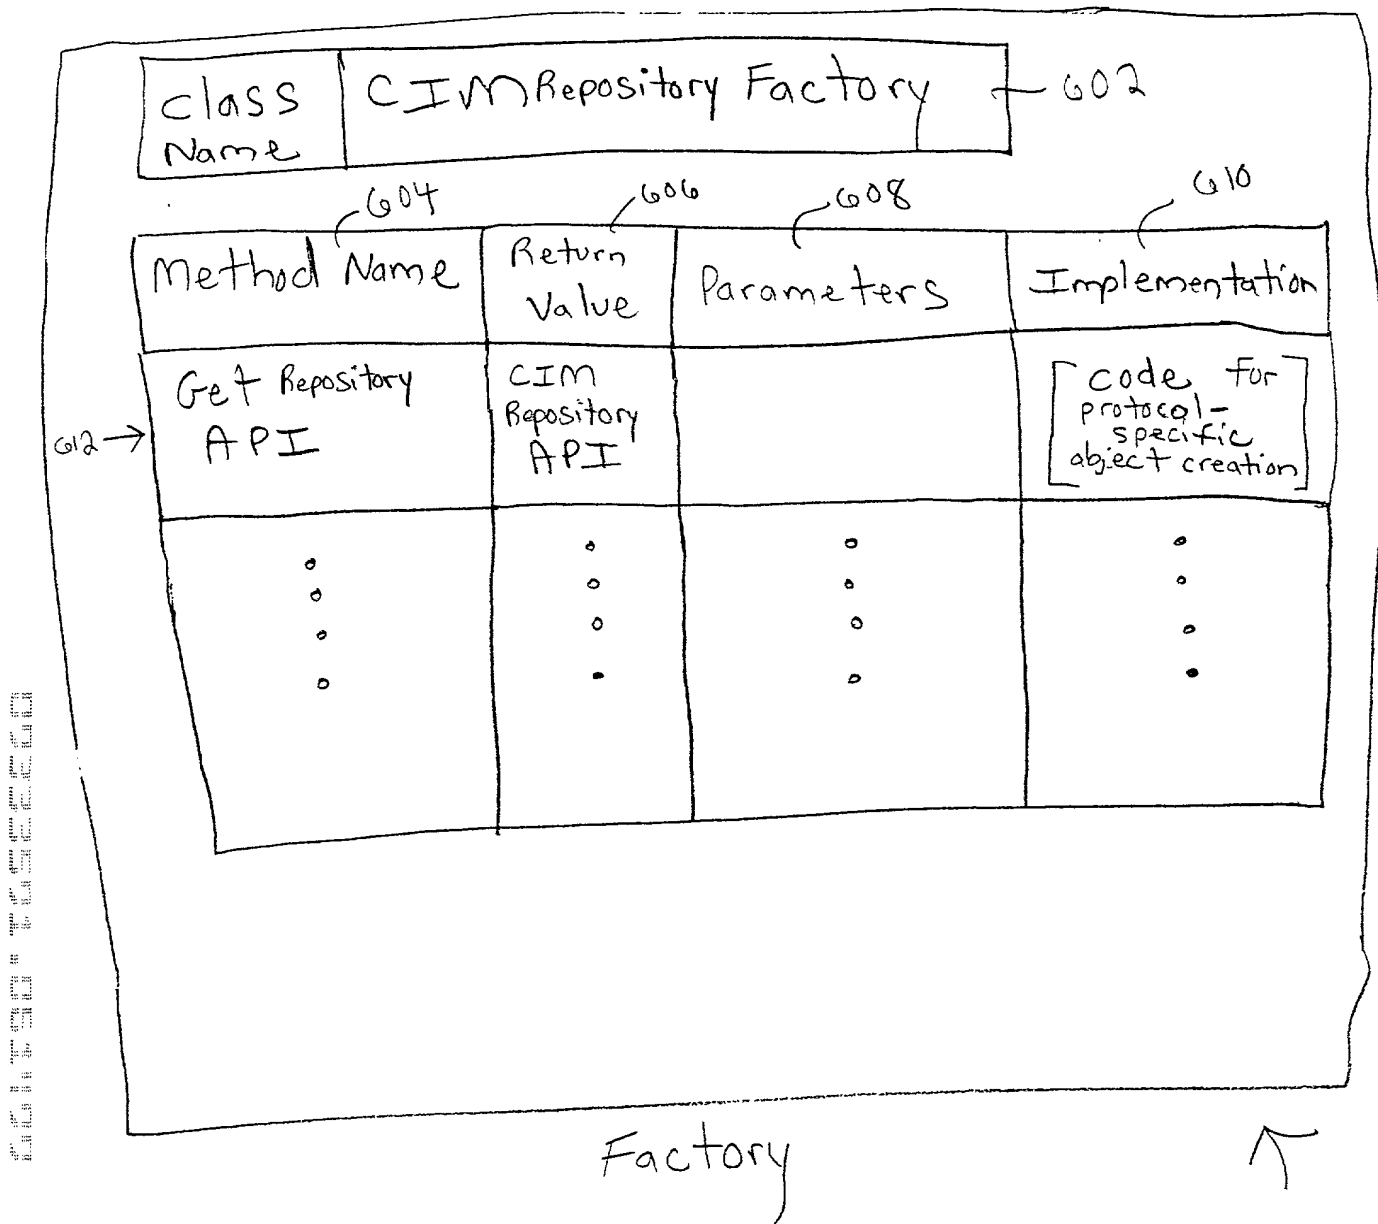 class
Name
CIMRepository Factory
602
604
606
608
610
Method Name
Return
Value
Parameters
Implementation
612
Get Repository
API
CIM
Repository
API
[code for
protocol-
specific
object creation]
Factory